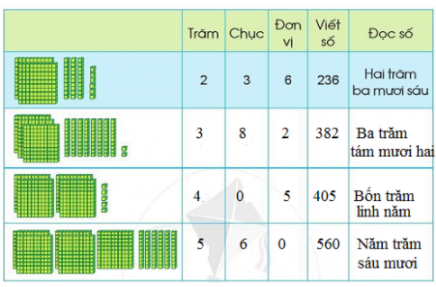 Trăm Chục Đơn vị Viết số Đọc số
2 3 6 236 Hai trăm ba mươi sáu
3 8 2 382 Ba trăm tám mươi hai
4. 0 5 405 Bốn trăm linh năm
5 6 0 560 Năm trăm sáu mươi